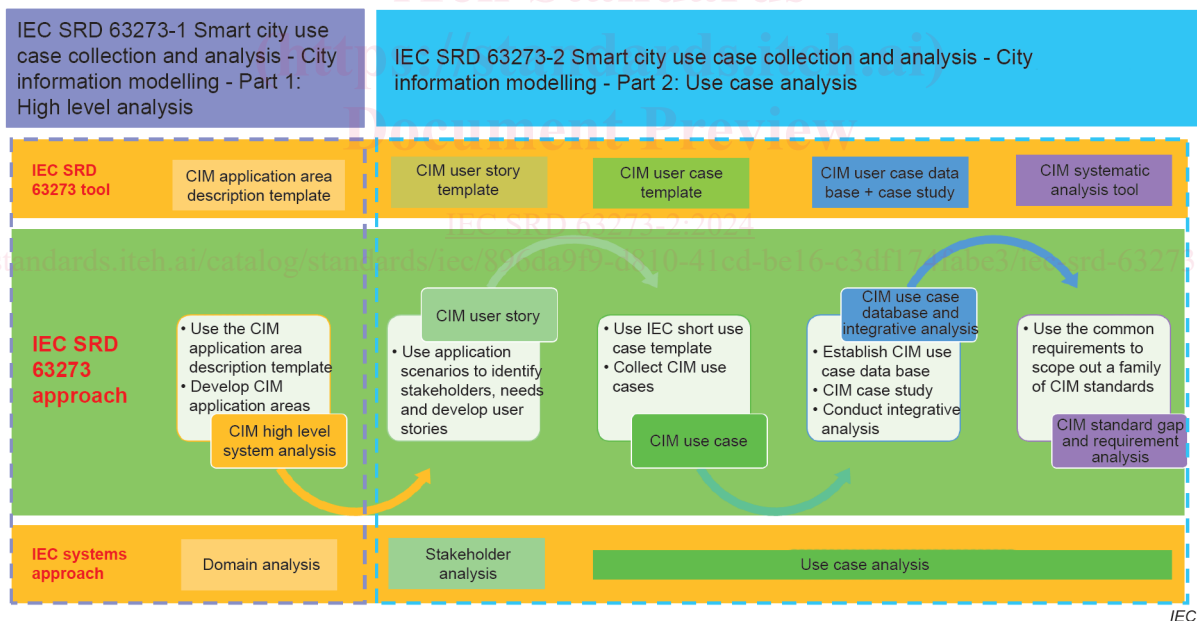 iTeh Standards
(https://standards.iteh.ai)
Document Preview
IEC SRD 63273-1 Smart city use
case collection and analysis - City
information modelling - Part 1:
High level analysis
IEC SRD 63273-2 Smart city use case collection and analysis - City
information modelling - Part 2: Use case analysis
IEC SRD
63273 tool
CIM application area
description template
CIM user story
template
CIM user case
template
CIM user case data
base + case study
CIM systematic
analysis tool
IEC SRD 63273-2:2024
IEC SRD
63273
approach
• Use the CIM
application area
description template
• Develop CIM
application areas
CIM high level
system analysis
CIM user story
• Use application
scenarios to identify
stakeholders, needs
and develop user
stories
• Use IEC short use
case template
• Collect CIM use
cases
CIM use case
CIM use case
database and
integrative analysis
• Establish CIM use
case data base
• CIM case study
• Conduct integrative
analysis
• Use the common
requirements to
scope out a family
of CIM standards
CIM standard gap
and requirement
analysis
IEC systems
approach
Domain analysis
Stakeholder
analysis
Use case analysis
IEC